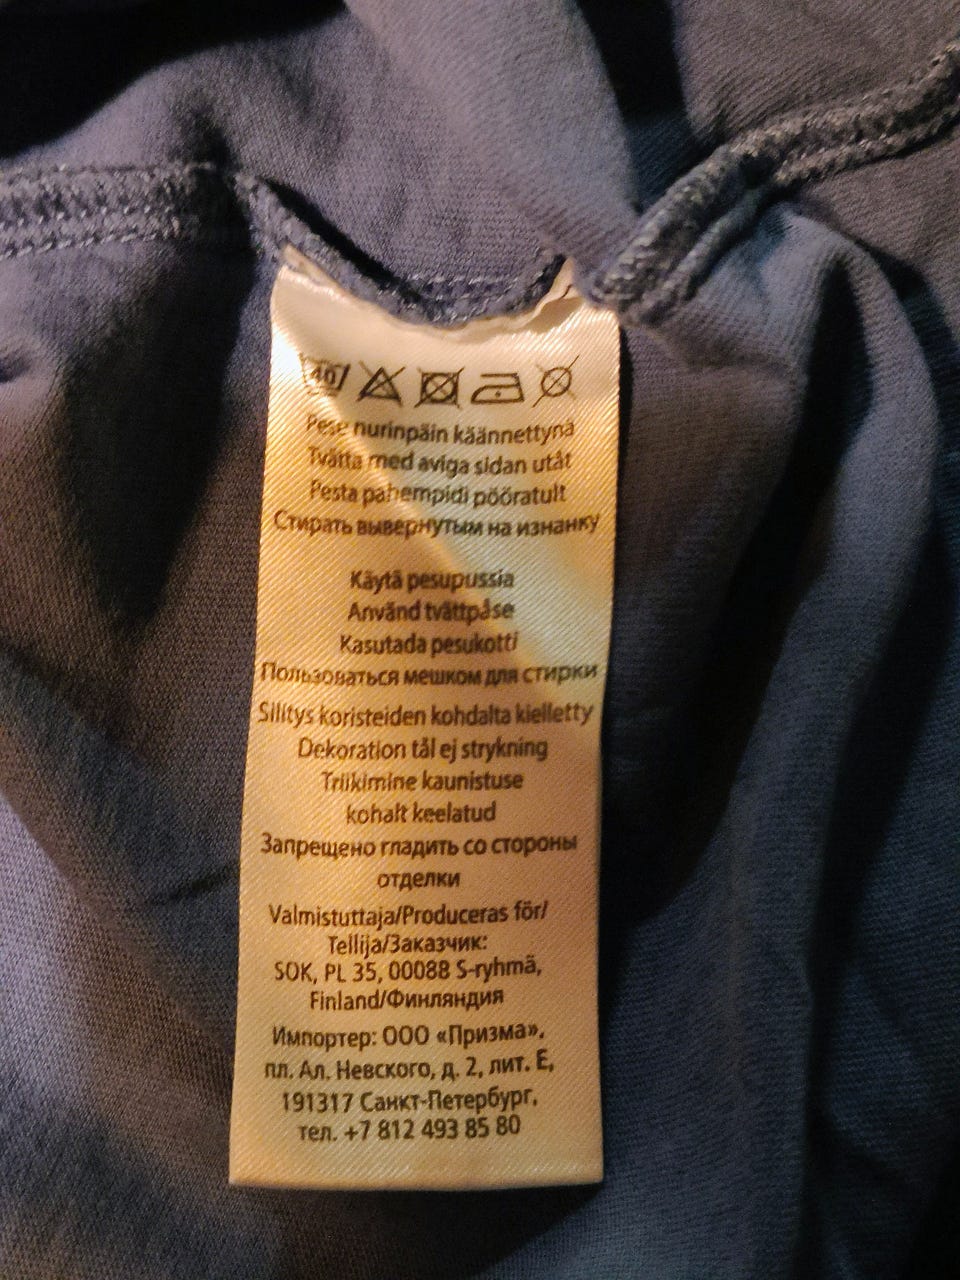 40
Pese nurinpäin käännettynä
Tvätta med aviga sidan utåt
Pesta pahempidi pööratult
Стирать вывернутым на изнанку
Käytä pesupussia
Använd tvättpåse
Kasutada pesukotti
Пользоваться мешком для стирки
Silitys koristeiden kohdalta kielletty
Dekoration tål ej strykning
Triikimine kaunistuse
kohalt keelatud
Запрещено гладить со стороны
отделки
Valmistuttaja/Produceras för/
Tellija/Заказчик:
SOK, PL 35, 00088 S-ryhmä,
Finland/Финляндия
Импортер: ООО «Призма».
пл. Ал. Невского, д. 2, лит. Е,
191317 Санкт-Петербург,
тел. +7 812 493 85 80